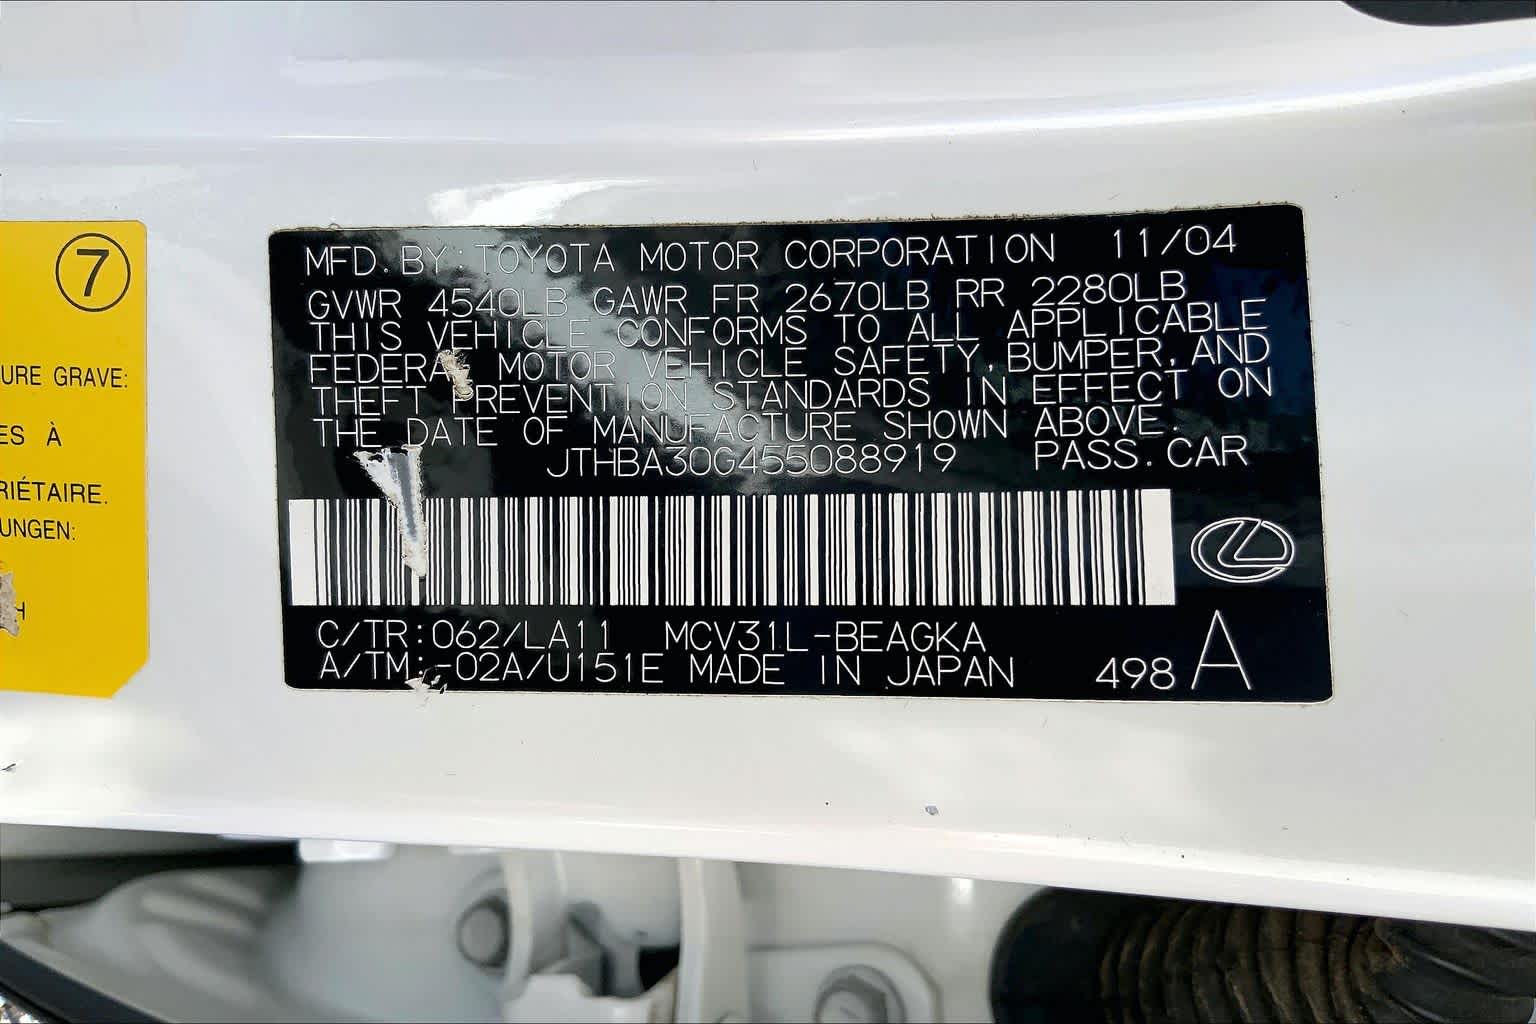 7
URE GRAVE:
ES À
RIÉTAIRE.
UNGEN:
H
MFD. BY: TOYOTA MOTOR CORPORATION 11/04
GVWR 4540LB GAWR FR 2670LB RR 2280LB
THIS VEHICLE CONFORMS TO ALL APPLICABLE
FEDERAL MOTOR VEHICLE SAFETY, BUMPER, AND
THEFT PREVENTION STANDARDS IN EFFECT ON
THE DATE OF MANUFACTURE SHOWN ABOVE.
JTHBA30G455088919 PASS. CAR
C/TR: 062/LA11 MCV31L-BEAGKA
A/TM: -02A/U151E MADE IN JAPAN 498 A